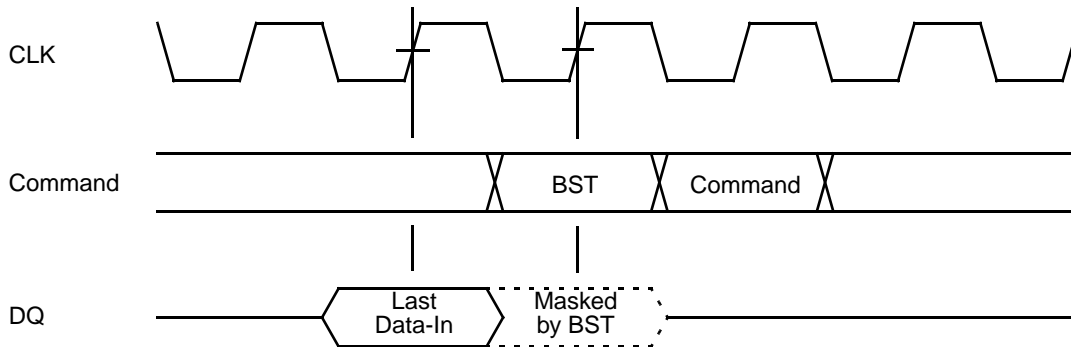 CLK
Command
BST
Command
DQ
Last
Data-In
Masked
by BST